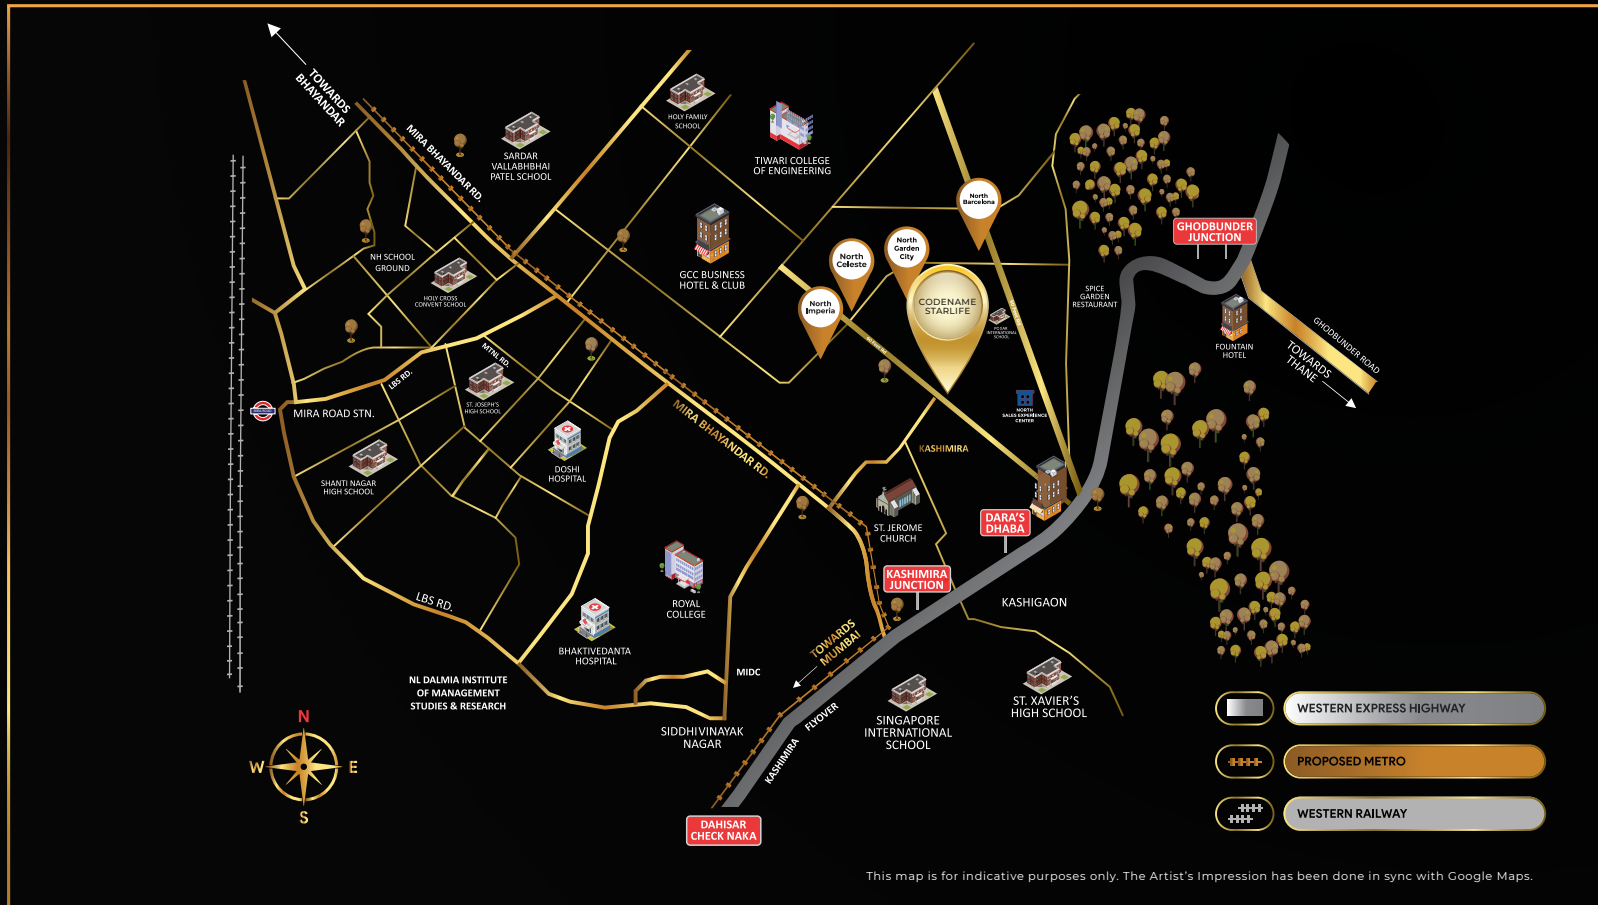 TOWARDS
BHAYANDAR
MIRA BHAYANDAR RD.
SARDAR
VALLABHBHAI
PATEL SCHOOL
HOLY FAMILY
SCHOOL
TIWARI COLLEGE
OF ENGINEERING
North
Barcelona
GHODBUNDER
JUNCTION
NH SCHOOL
GROUND
HOLY CROSS
CONVENT SCHOOL
GCC BUSINESS
HOTEL & CLUB
North
Celeste
North
Garden
City
North
Imperia
CODENAME
STARLIFE
PODAR
INTERNATIONAL
SCHOOL
SPICE
GARDEN
RESTAURANT
FOUNTAIN
HOTEL
GHODBUNDER ROAD
TOWARDS
THANE
MTNL RD.
LBS RD.
ST. JOSEPH'S
HIGH SCHOOL
MIRA ROAD STN.
MIRA BHAYANDAR RD.
NORTH
SALES EXPERIENCE
CENTER
KASHIMIRA
DOSHI
HOSPITAL
SHANTI NAGAR
HIGH SCHOOL
ST. JEROME
CHURCH
DARA'S
DHABA
KASHIMIRA
JUNCTION
LBS RD.
ROYAL
COLLEGE
KASHIGAON
BHAKTIVEDANTA
HOSPITAL
TOWARDS
MUMBAI
MIDC
NL DALMIA INSTITUTE
OF MANAGEMENT
STUDIES & RESEARCH
SIDDHIVINAYAK
NAGAR
KASHIMIRA FLYOVER
SINGAPORE
INTERNATIONAL
SCHOOL
ST. XAVIER'S
HIGH SCHOOL
DAHISAR
CHECK NAKA
N
W E
S
WESTERN EXPRESS HIGHWAY
PROPOSED METRO
WESTERN RAILWAY
This map is for indicative purposes only. The Artist's Impression has been done in sync with Google Maps.